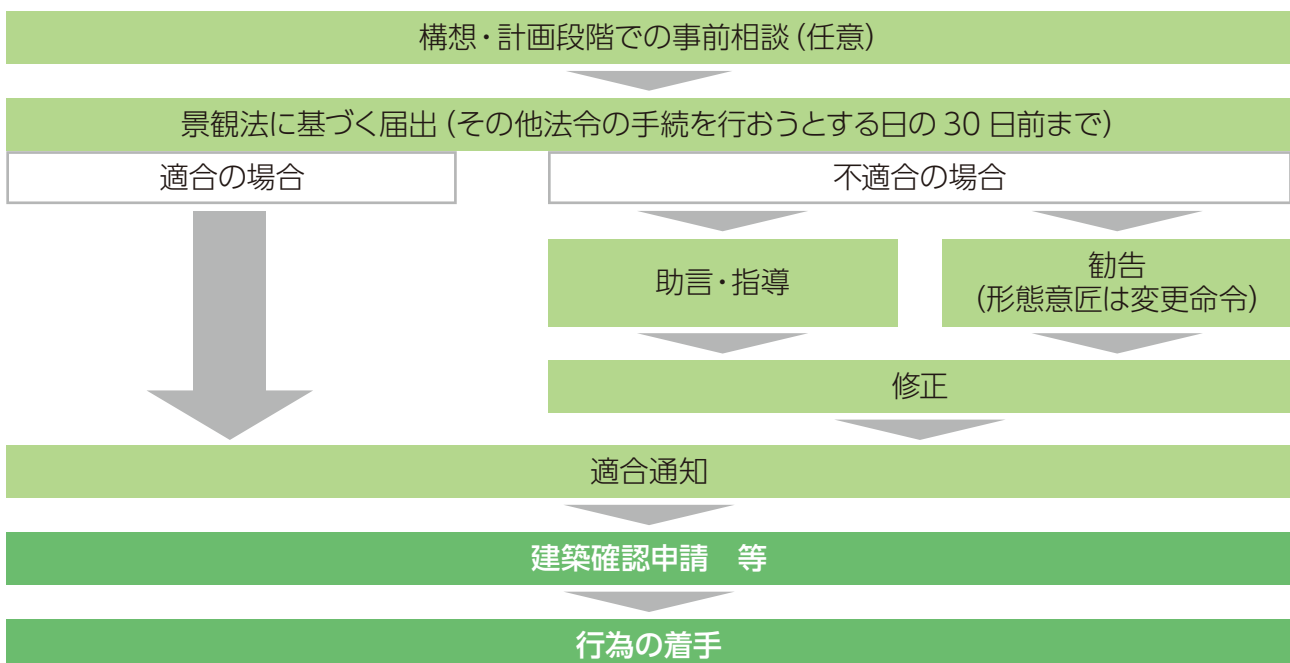 構想・計画段階での事前相談(任意)
景観法に基づく届出(その他法令の手続を行おうとする日の 30 日前まで)
適合の場合
不適合の場合
助言・指導
勧告
(形態意匠は変更命令)
修正
適合通知
建築確認申請　等
行為の着手